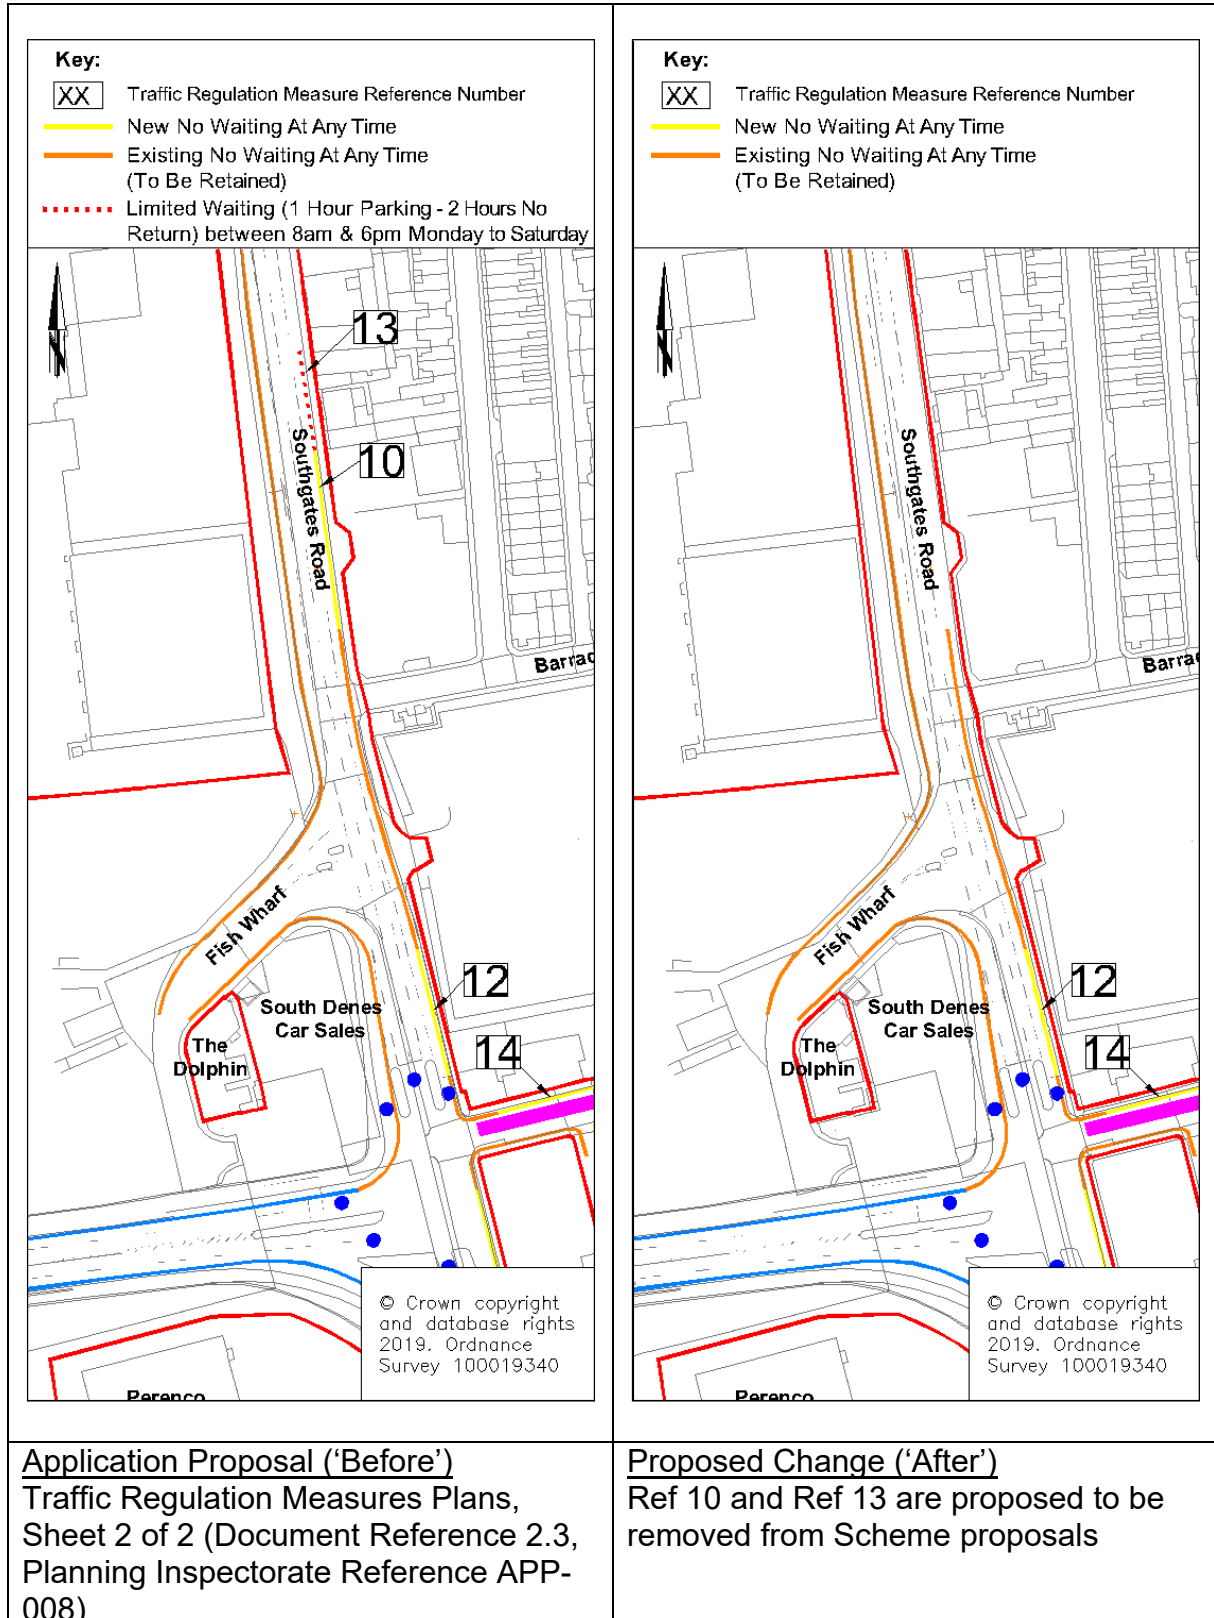 Key:
XX Traffic Regulation Measure Reference Number
New No Waiting At Any Time
Existing No Waiting At Any Time
(To Be Retained)
Limited Waiting (1 Hour Parking - 2 Hours No
Return) between 8am & 6pm Monday to Saturday
N
13
10
Southgates Road
Barrac
Fish Wharf
12
South Denes
Car Sales
The
Dolphin
14
© Crown copyright
and database rights
2019. Ordnance
Survey 100019340
Perenco
Application Proposal (‘Before’)
Traffic Regulation Measures Plans,
Sheet 2 of 2 (Document Reference 2.3,
Planning Inspectorate Reference APP-
008)
Key:
XX Traffic Regulation Measure Reference Number
New No Waiting At Any Time
Existing No Waiting At Any Time
(To Be Retained)
N
Southgates Road
Barrac
Fish Wharf
12
South Denes
Car Sales
The
Dolphin
14
© Crown copyright
and database rights
2019. Ordnance
Survey 100019340
Perenco
Proposed Change (‘After’)
Ref 10 and Ref 13 are proposed to be
removed from Scheme proposals